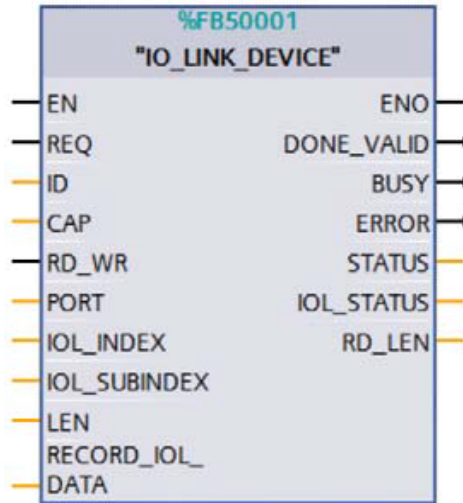 %FB50001
"IO_LINK_DEVICE"
EN ENO
REQ DONE_VALID
ID BUSY
CAP ERROR
RD_WR STATUS
PORT IOL_STATUS
IOL_INDEX RD_LEN
IOL_SUBINDEX
LEN
RECORD_IOL_
DATA